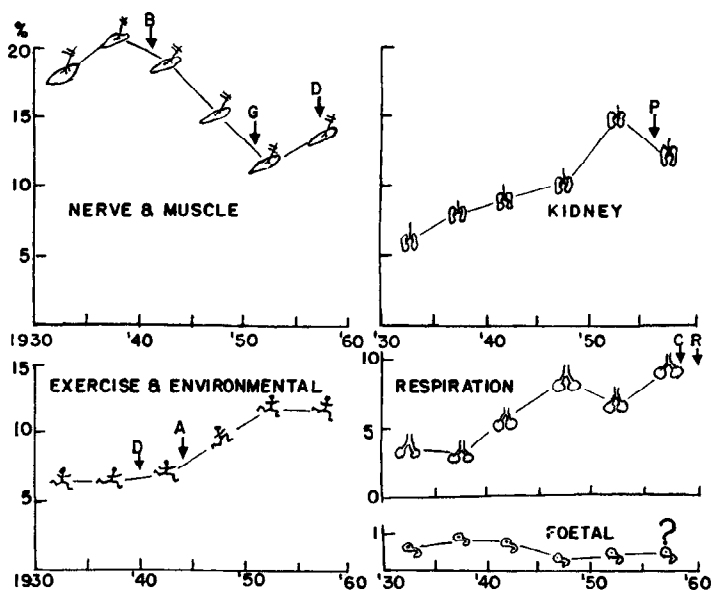 %
20
15
10
5
B
G
D
NERVE & MUSCLE
1930 '40 '50 '60
P
KIDNEY
'30 '40 '50 '60
15
10
5
EXERCISE & ENVIRONMENTAL
D
A
1930 '40 '50 '60
10
5
0
RESPIRATION
C R
1
FOETAL
?
'30 '40 '50 '60